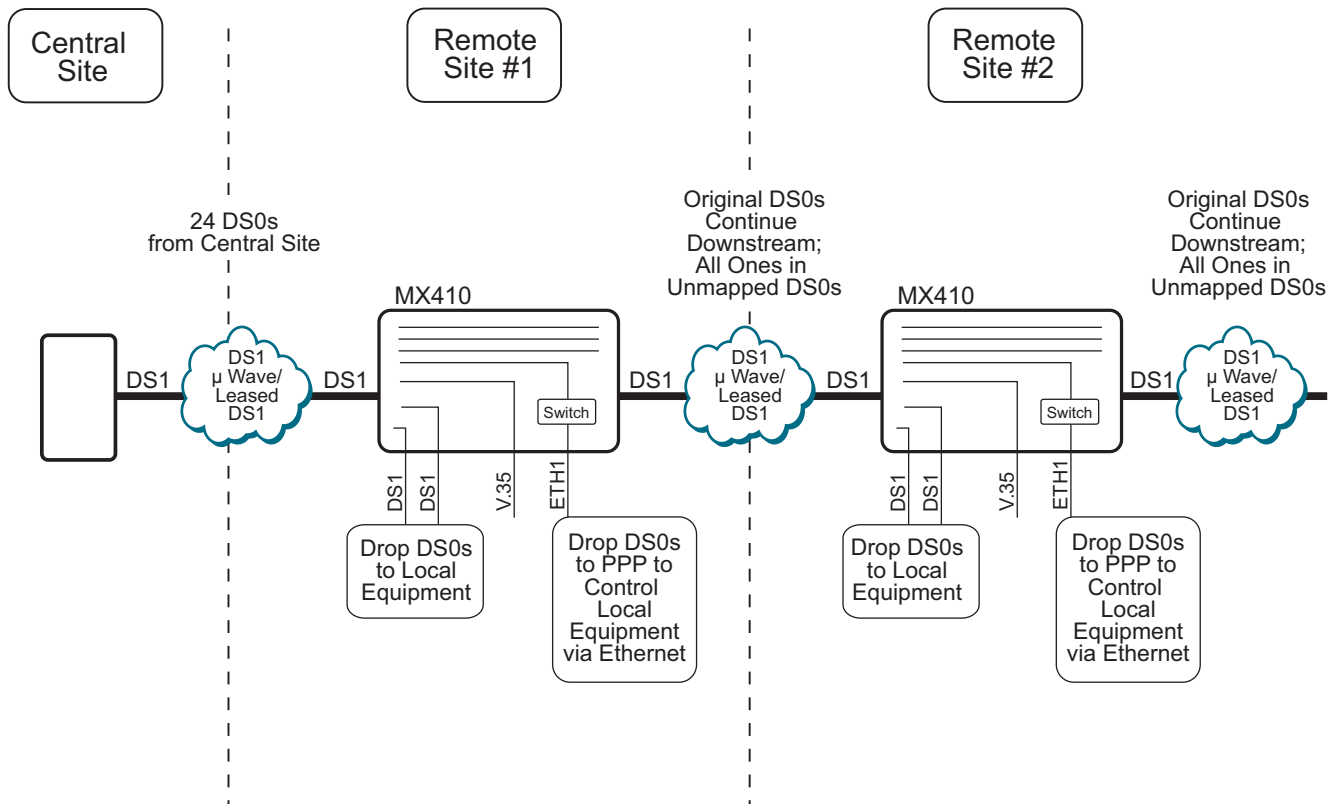 Central
Site
Remote
Site #1
Remote
Site #2
24 DS0s
from Central Site
Original DS0s
Continue
Downstream;
All Ones in
Unmapped DS0s
Original DS0s
Continue
Downstream;
All Ones in
Unmapped DS0s
MX410
MX410
DS1
DS1
µ Wave/
Leased
DS1
DS1
Switch
DS1
DS1
µ Wave/
Leased
DS1
DS1
Switch
DS1
DS1
µ Wave/
Leased
DS1
DS1
DS1
V.35
ETH1
DS1
DS1
V.35
ETH1
Drop DS0s
to Local
Equipment
Drop DS0s
to PPP to
Control
Local
Equipment
via Ethernet
Drop DS0s
to Local
Equipment
Drop DS0s
to PPP to
Control
Local
Equipment
via Ethernet